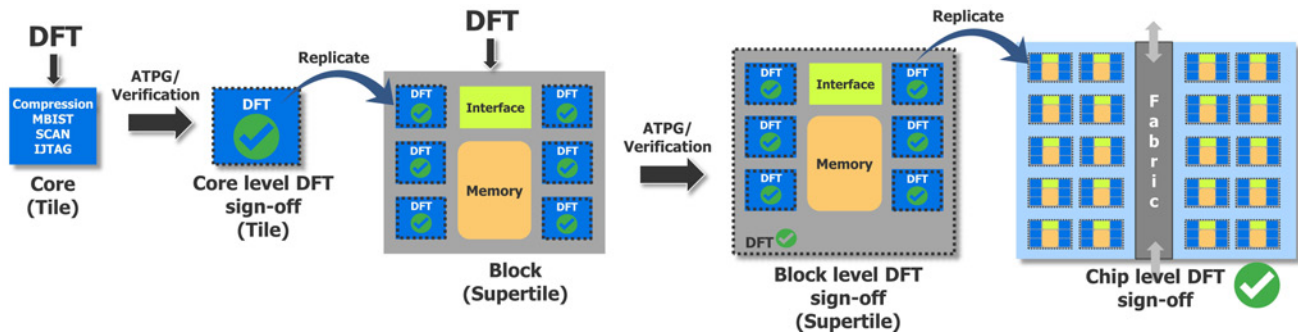 DFT
Compression
MBIST
SCAN
IJTAG
Core
(Tile)
ATPG/
Verification
DFT
Core level DFT
sign-off
(Tile)
Replicate
DFT
DFT
Interface
DFT
DFT
Memory
DFT
DFT
DFT
Block
(Supertile)
ATPG/
Verification
DFT
Interface
DFT
DFT
Memory
DFT
DFT
DFT
DFT
Block level DFT
sign-off
(Supertile)
Replicate
Fabric
Chip level DFT
sign-off